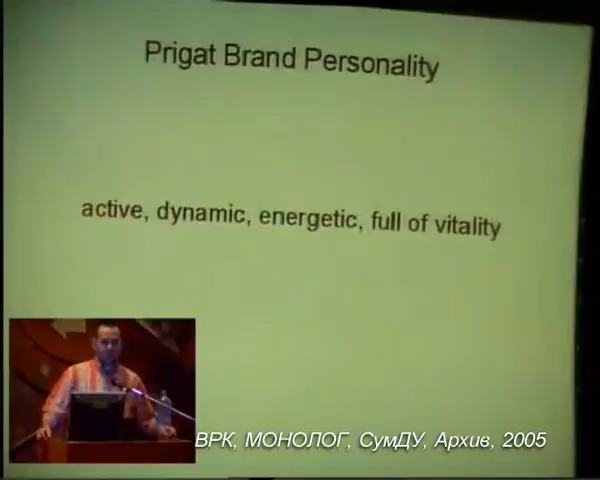 Prigat Brand Personality
active, dynamic, energetic, full of vitality
ВРК, МОНОЛОГ, СумДУ, Архив, 2005